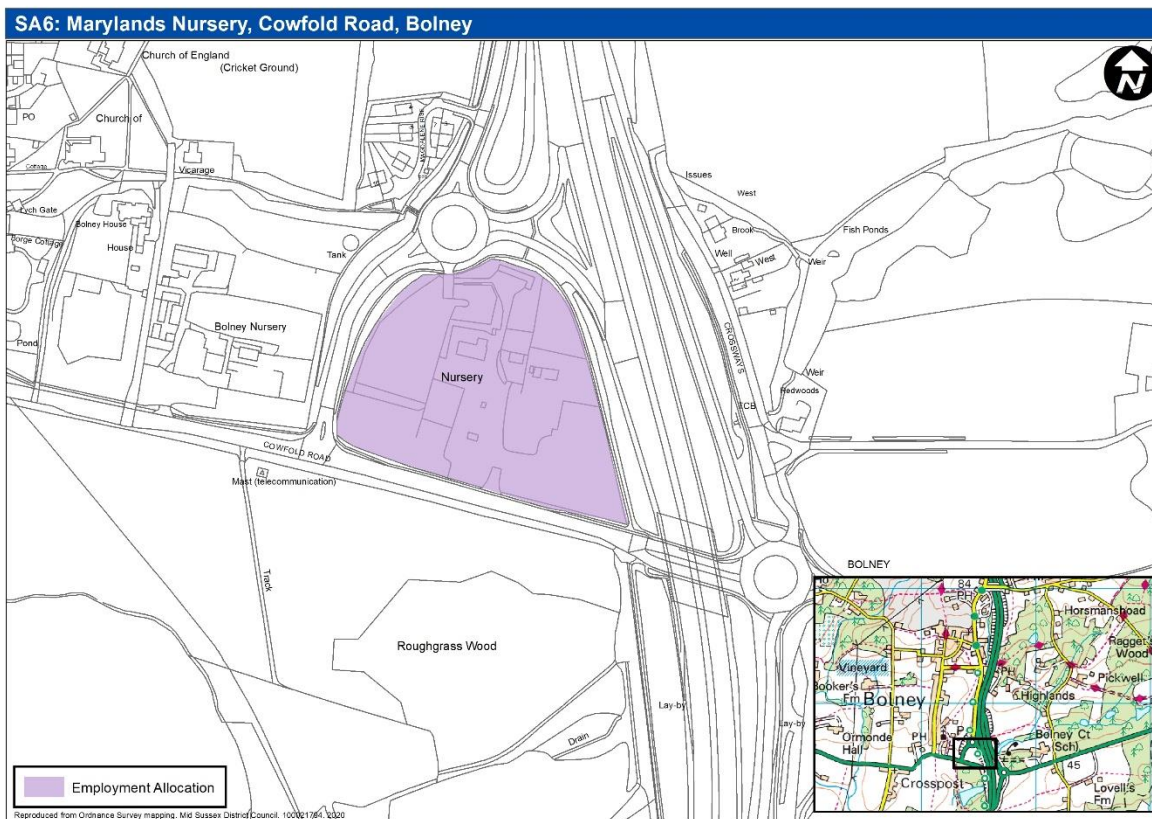 SA6: Marylands Nursery, Cowfold Road, Bolney
N
Church of England
(Cricket Ground)
PO
Church of
Cottage
Vicarage
Lych Gate
Bolney House
House
Tank
Bolney Nursery
Pond
Nursery
COWFOLD ROAD
Mast (telecommunication)
Track
Roughgrass Wood
Drain
Lay-by
Lay-by
Issues
West
Brook
Well
West
Fish Ponds
Weir
CROSSWAYS
Weir
Redwoods
TCB
BOLNEY
84
PH
Horsmanshoad
Ragget's
Wood
Vineyard
PH
Pickwell
Booker's
Fm
Bolney
Highlands
Ormonde
Hall
PH
P
Bolney Ct
(Sch)
45
Crosspost
Lovell's
Fm
Employment Allocation
Reproduced from Ordnance Survey mapping. Mid Sussex District Council. 100021794. 2020